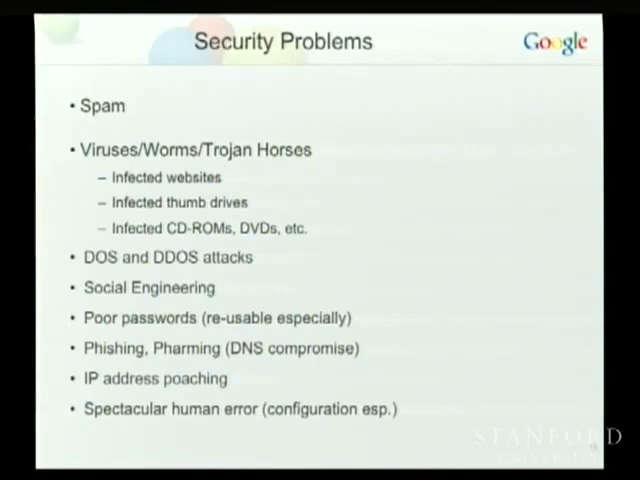 Security Problems
Google
• Spam
• Viruses/Worms/Trojan Horses
– Infected websites
– Infected thumb drives
– Infected CD-ROMs, DVDs, etc.
• DOS and DDOS attacks
• Social Engineering
• Poor passwords (re-usable especially)
• Phishing, Pharming (DNS compromise)
• IP address poaching
• Spectacular human error (configuration esp.)
STANFORD
UNIVERSITY